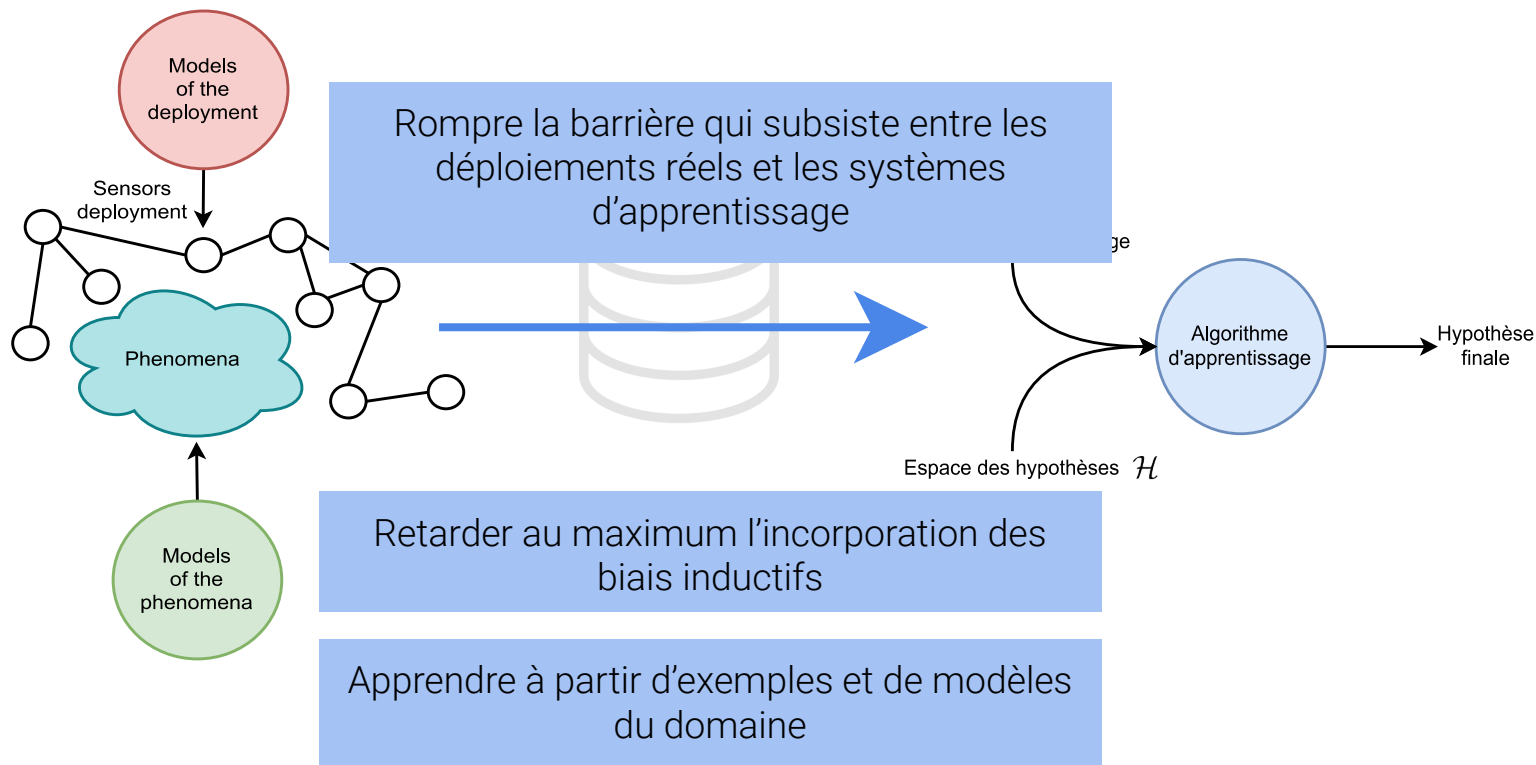 Models
of the
deployment
Sensors
deployment
Phenomena
Models
of the
phenomena
Rompre la barrière qui subsiste entre les
déploiements réels et les systèmes
d'apprentissage
Algorithme
d'apprentissage
Hypothèse
finale
Espace des hypothèses ℋ
Retarder au maximum l'incorporation des
biais inductifs
Apprendre à partir d'exemples et de modèles
du domaine